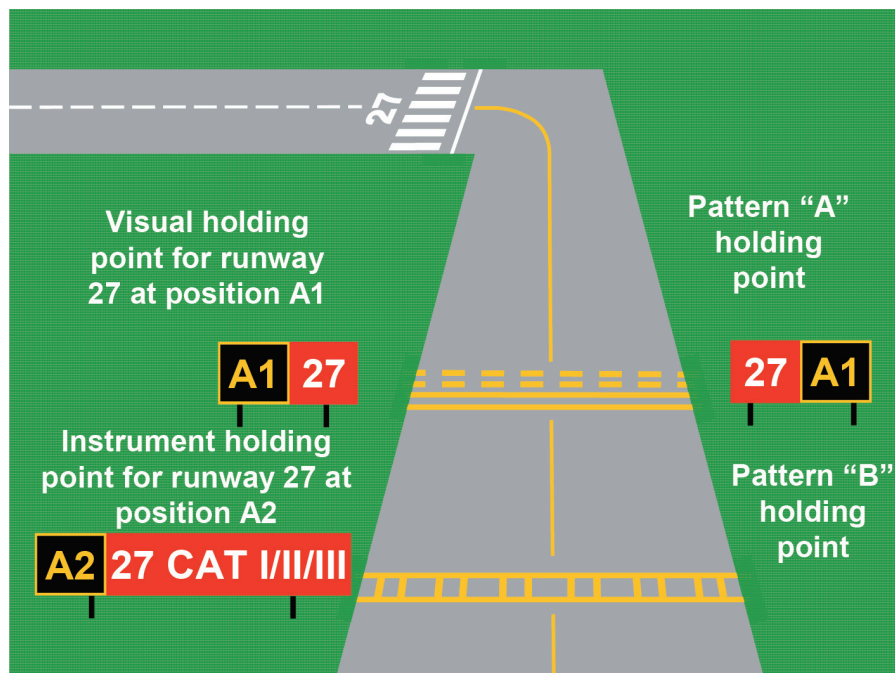 27
Visual holding
point for runway
27 at position A1
Pattern “A”
holding
point
A1 27
27 A1
Instrument holding
point for runway 27 at
position A2
Pattern “B”
holding
point
A2 27 CAT I/II/III